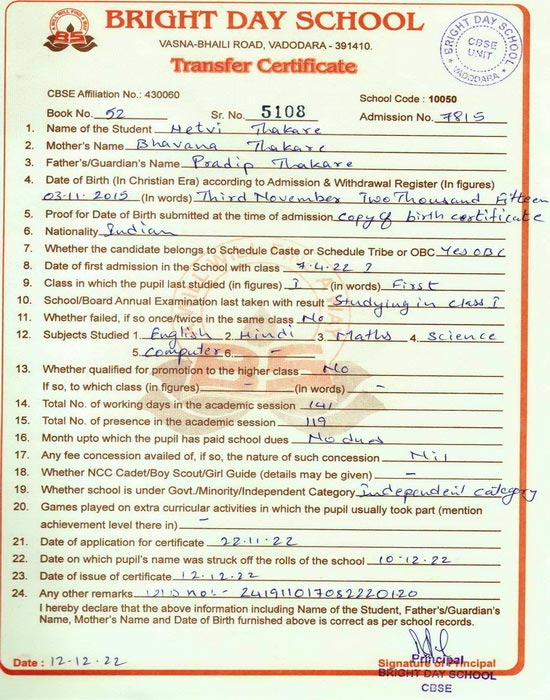 BRIGHT DAY SCHOOL
VASNA-BHAILI ROAD, VADODARA - 391410.
Transfer Certificate
BRIGHT DAY SCHOOL
CBSE UNIT
VADODARA
BS
CBSE Affiliation No.: 430060
School Code : 10050
Book No. 52 Sr. No. 5108 Admission No. 7815
1. Name of the Student Hetvi Thakare
2. Mother's Name Bhavana Thakare
3. Father's/Guardian's Name Pradip Thakare
4. Date of Birth (In Christian Era) according to Admission & Withdrawal Register (In figures)
03-11-2015 (In words) Third November Two Thousand Fifteen
5. Proof for Date of Birth submitted at the time of admission copy of birth certificate
6. Nationality Indian
7. Whether the candidate belongs to Schedule Caste or Schedule Tribe or OBC Yes OBC
8. Date of first admission in the School with class 7.4.22 I
9. Class in which the pupil last studied (in figures) I (in words) First
10. School/Board Annual Examination last taken with result Studying in class I
11. Whether failed, if so once/twice in the same class No
12. Subjects Studied 1. English 2. Hindi 3. Maths 4. Science
5. Computer 6. -
13. Whether qualified for promotion to the higher class No
If so, to which class (in figures) - (in words) -
14. Total No. of working days in the academic session 141
15. Total No. of presence in the academic session 119
16. Month upto which the pupil has paid school dues No dues
17. Any fee concession availed of, if so, the nature of such concession Nil
18. Whether NCC Cadet/Boy Scout/Girl Guide (details may be given) -
19. Whether school is under Govt./Minority/Independent Category Independent category
20. Games played on extra curricular activities in which the pupil usually took part (mention
achievement level there in) -
21. Date of application for certificate 22.11.22
22. Date on which pupil's name was struck off the rolls of the school 10-12-22
23. Date of issue of certificate 12.12.22
24. Any other remarks UID no:- 241911017082220120
I hereby declare that the above information including Name of the Student, Father's/Guardian's
Name, Mother's Name and Date of Birth furnished above is correct as per school records.
Date : 12-12-22
Signature of Principal
Principal
BRIGHT DAY SCHOOL
CBSE